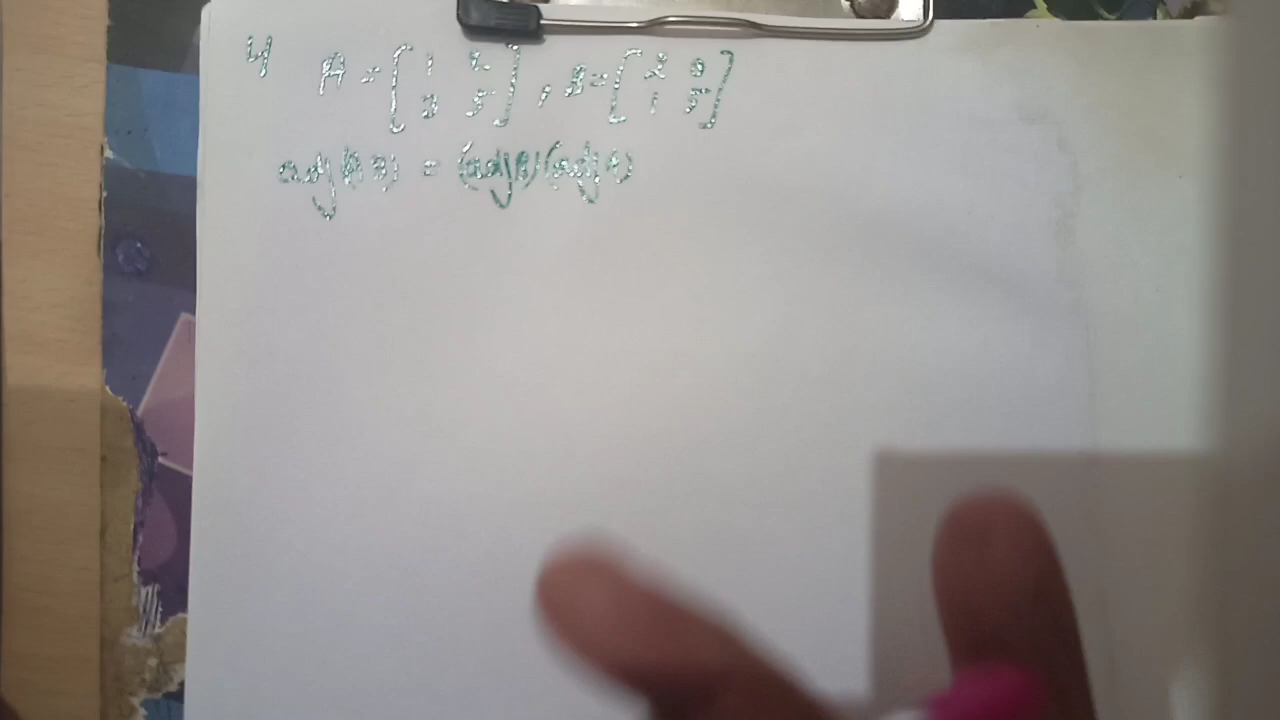 4 A = [ 1 2 3 5 ] , B = [ 2 0 1 5 ]
adj(AB) = (adjB)(adjA)